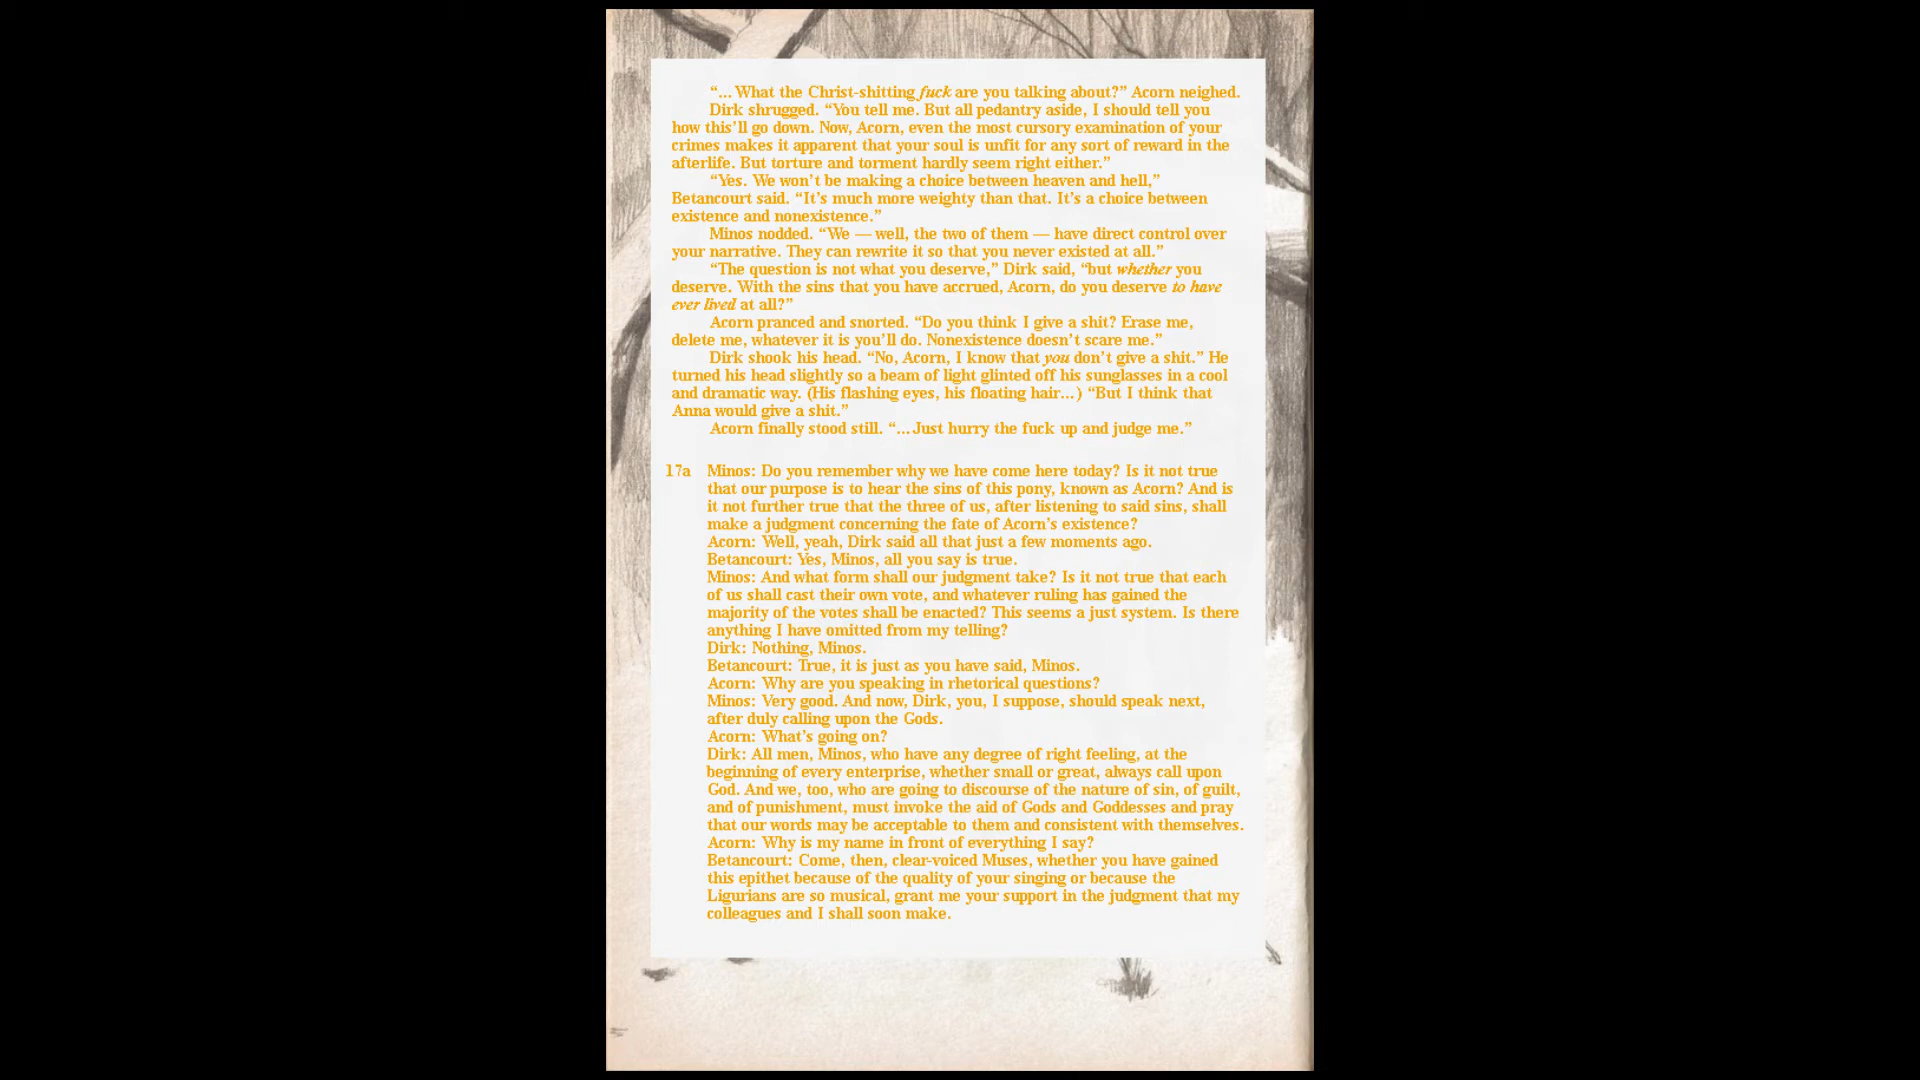 “... What the Christ-shitting fuck are you talking about?” Acorn neighed.
Dirk shrugged. “You tell me. But all pedantry aside, I should tell you
how this’ll go down. Now, Acorn, even the most cursory examination of your
crimes makes it apparent that your soul is unfit for any sort of reward in the
afterlife. But torture and torment hardly seem right either.”
“Yes. We won’t be making a choice between heaven and hell,”
Betancourt said. “It’s much more weighty than that. It’s a choice between
existence and nonexistence.”
Minos nodded. “We — well, the two of them — have direct control over
your narrative. They can rewrite it so that you never existed at all.”
“The question is not what you deserve,” Dirk said, “but whether you
deserve. With the sins that you have accrued, Acorn, do you deserve to have
ever lived at all?”
Acorn pranced and snorted. “Do you think I give a shit? Erase me,
delete me, whatever it is you’ll do. Nonexistence doesn’t scare me.”
Dirk shook his head. “No, Acorn, I know that you don’t give a shit.” He
turned his head slightly so a beam of light glinted off his sunglasses in a cool
and dramatic way. (His flashing eyes, his floating hair...) “But I think that
Anna would give a shit.”
Acorn finally stood still. “... Just hurry the fuck up and judge me.”
17a Minos: Do you remember why we have come here today? Is it not true
that our purpose is to hear the sins of this pony, known as Acorn? And is
it not further true that the three of us, after listening to said sins, shall
make a judgment concerning the fate of Acorn’s existence?
Acorn: Well, yeah, Dirk said all that just a few moments ago.
Betancourt: Yes, Minos, all you say is true.
Minos: And what form shall our judgment take? Is it not true that each
of us shall cast their own vote, and whatever ruling has gained the
majority of the votes shall be enacted? This seems a just system. Is there
anything I have omitted from my telling?
Dirk: Nothing, Minos.
Betancourt: True, it is just as you have said, Minos.
Acorn: Why are you speaking in rhetorical questions?
Minos: Very good. And now, Dirk, you, I suppose, should speak next,
after duly calling upon the Gods.
Acorn: What’s going on?
Dirk: All men, Minos, who have any degree of right feeling, at the
beginning of every enterprise, whether small or great, always call upon
God. And we, too, who are going to discourse of the nature of sin, of guilt,
and of punishment, must invoke the aid of Gods and Goddesses and pray
that our words may be acceptable to them and consistent with themselves.
Acorn: Why is my name in front of everything I say?
Betancourt: Come, then, clear-voiced Muses, whether you have gained
this epithet because of the quality of your singing or because the
Ligurians are so musical, grant me your support in the judgment that my
colleagues and I shall soon make.